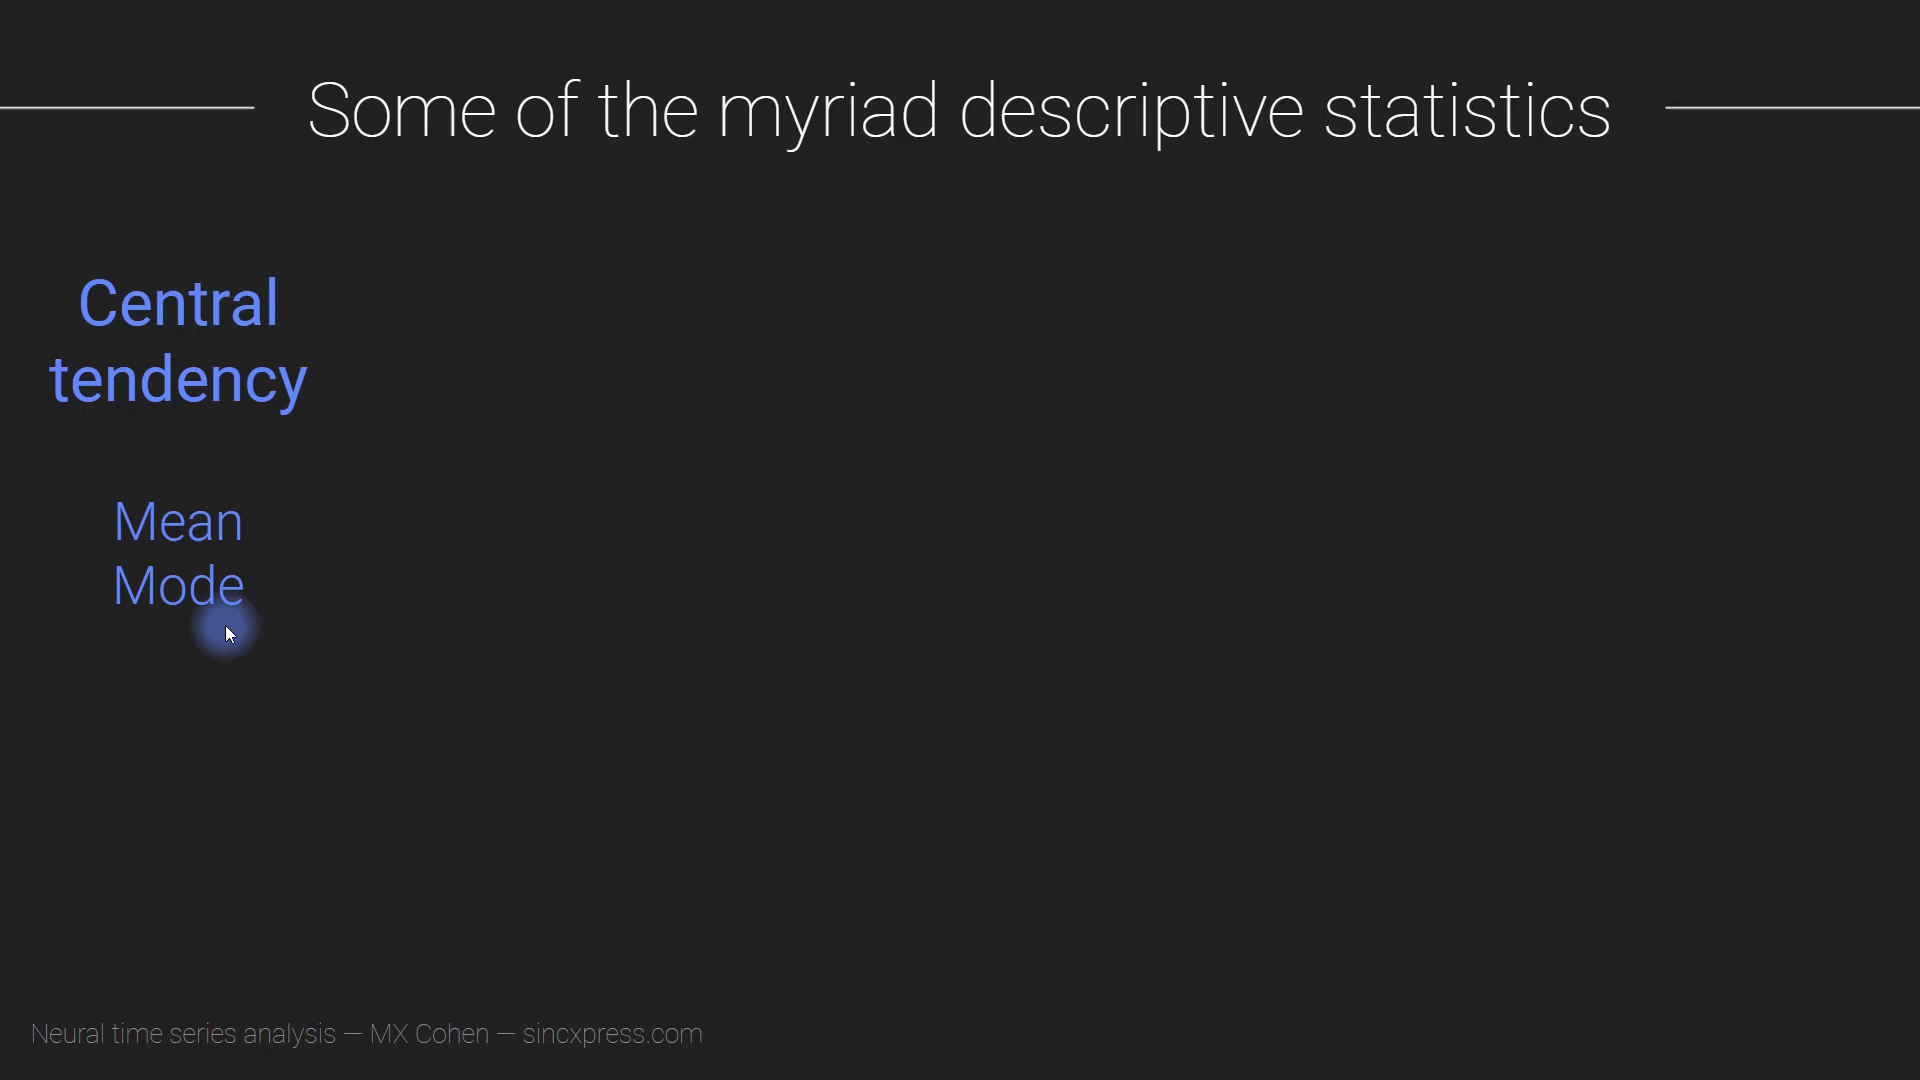 Some of the myriad descriptive statistics
Central
tendency
Mean
Mode
Neural time series analysis — MX Cohen — sincxpress.com